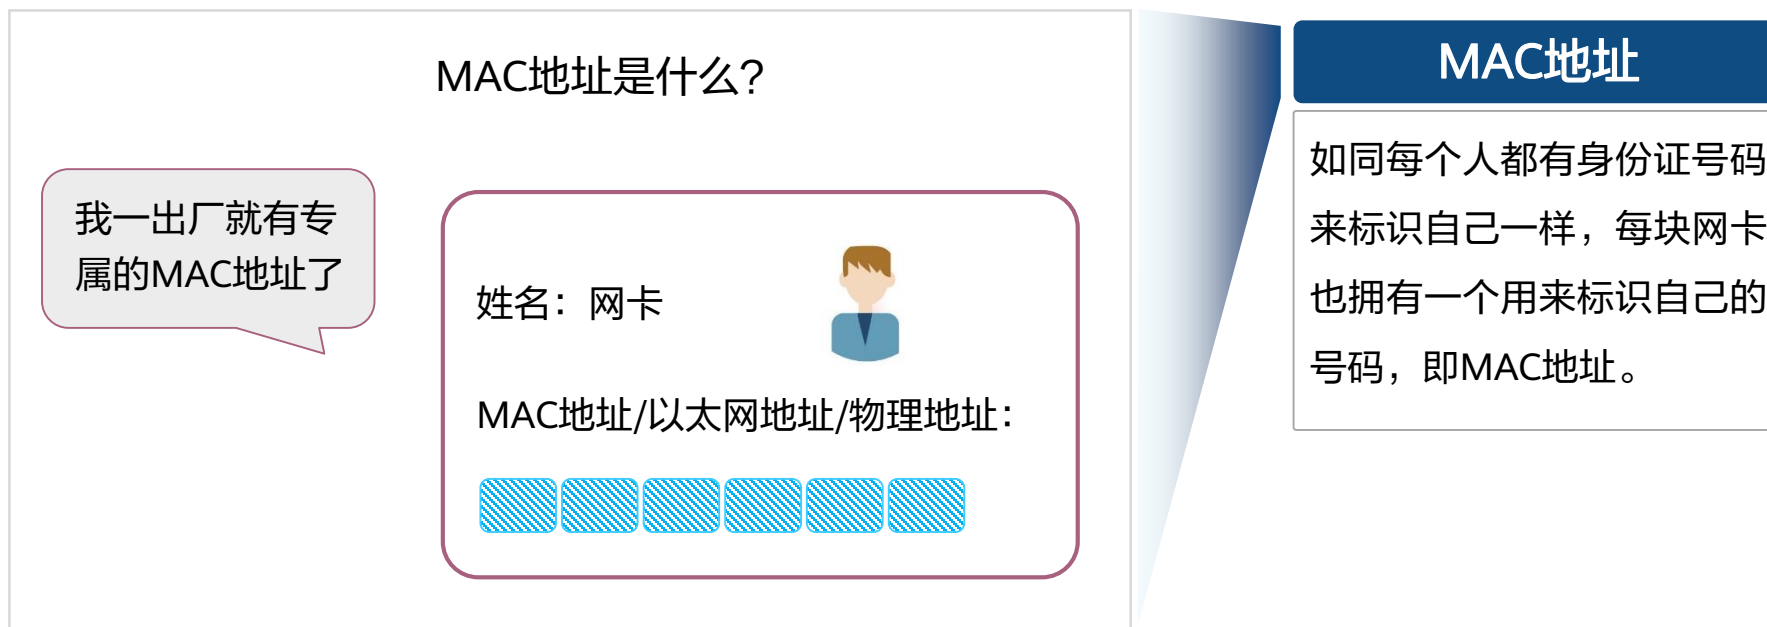 MAC地址是什么？
我一出厂就有专
属的MAC地址了
姓名：网卡
MAC地址/以太网地址/物理地址：
MAC地址
如同每个人都有身份证号码
来标识自己一样，每块网卡
也拥有一个用来标识自己的
号码，即MAC地址。